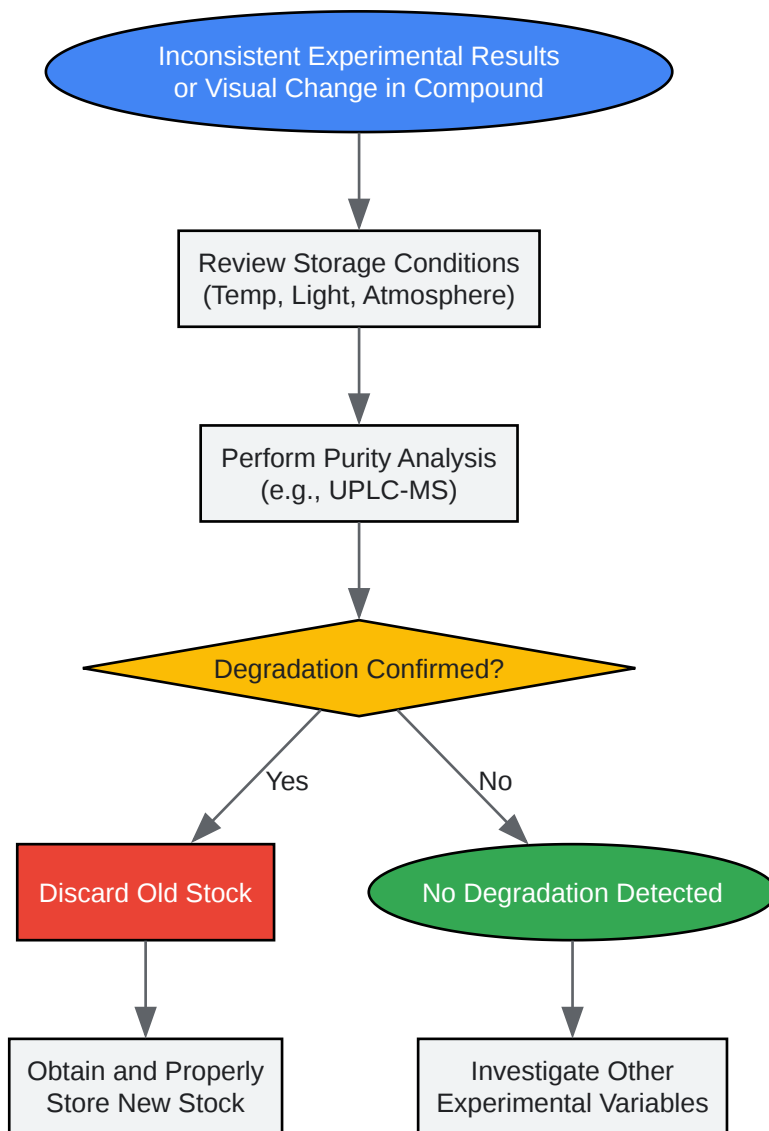 Inconsistent Experimental Results
or Visual Change in Compound
Review Storage Conditions
(Temp, Light, Atmosphere)
Perform Purity Analysis
(e.g., UPLC-MS)
Degradation Confirmed?
Yes
No
Discard Old Stock
No Degradation Detected
Obtain and Properly
Store New Stock
Investigate Other
Experimental Variables